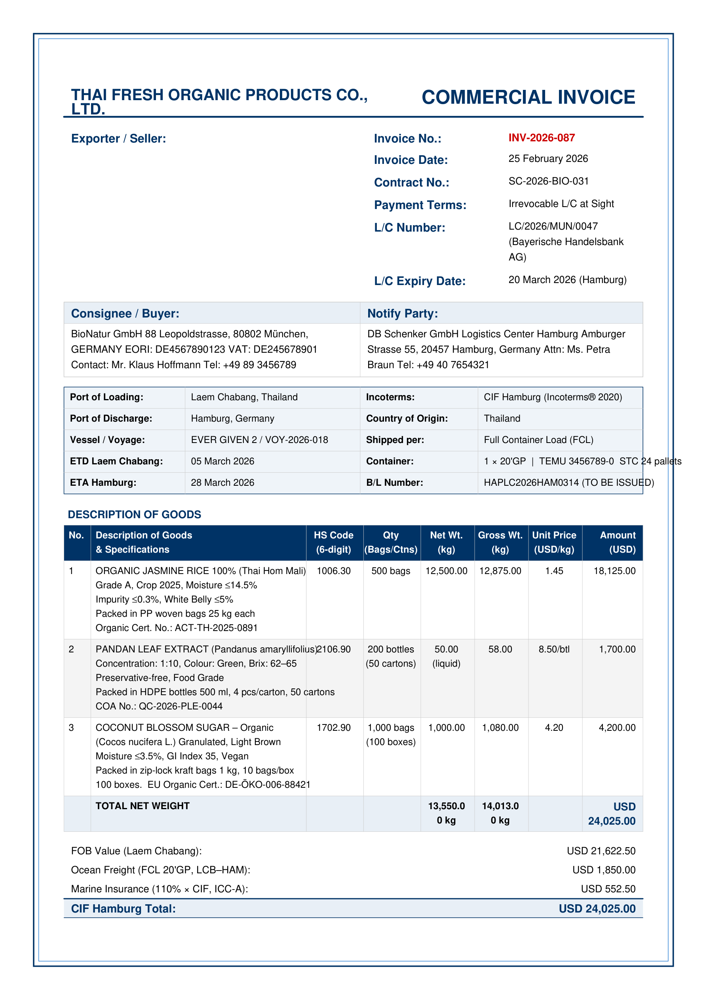 THAI FRESH ORGANIC PRODUCTS CO., LTD.
COMMERCIAL INVOICE
Exporter / Seller:
Invoice No.: INV-2026-087
Invoice Date: 25 February 2026
Contract No.: SC-2026-BIO-031
Payment Terms: Irrevocable L/C at Sight
L/C Number: LC/2026/MUN/0047
(Bayerische Handelsbank
AG)
L/C Expiry Date: 20 March 2026 (Hamburg)
Consignee / Buyer:
BioNatur GmbH 88 Leopoldstrasse, 80802 München,
GERMANY EORI: DE4567890123 VAT: DE245678901
Contact: Mr. Klaus Hoffmann Tel: +49 89 3456789
Notify Party:
DB Schenker GmbH Logistics Center Hamburg Amburger
Strasse 55, 20457 Hamburg, Germany Attn: Ms. Petra
Braun Tel: +49 40 7654321
Port of Loading: Laem Chabang, Thailand Incoterms: CIF Hamburg (Incoterms® 2020)
Port of Discharge: Hamburg, Germany Country of Origin: Thailand
Vessel / Voyage: EVER GIVEN 2 / VOY-2026-018 Shipped per: Full Container Load (FCL)
ETD Laem Chabang: 05 March 2026 Container: 1 × 20'GP | TEMU 3456789-0 STC 24 pallets
ETA Hamburg: 28 March 2026 B/L Number: HAPLC2026HAM0314 (TO BE ISSUED)
DESCRIPTION OF GOODS
No. Description of Goods HS Code Qty Net Wt. Gross Wt. Unit Price Amount
& Specifications (6-digit) (Bags/Ctns) (kg) (kg) (USD/kg) (USD)
1 ORGANIC JASMINE RICE 100% (Thai Hom Mali) 1006.30 500 bags 12,500.00 12,875.00 1.45 18,125.00
Grade A, Crop 2025, Moisture ≤14.5%
Impurity ≤0.3%, White Belly ≤5%
Packed in PP woven bags 25 kg each
Organic Cert. No.: ACT-TH-2025-0891
2 PANDAN LEAF EXTRACT (Pandanus amaryllifolius) 2106.90 200 bottles 50.00 58.00 8.50/btl 1,700.00
Concentration: 1:10, Colour: Green, Brix: 62–65 (50 cartons) (liquid)
Preservative-free, Food Grade
Packed in HDPE bottles 500 ml, 4 pcs/carton, 50 cartons
COA No.: QC-2026-PLE-0044
3 COCONUT BLOSSOM SUGAR – Organic 1702.90 1,000 bags 1,000.00 1,080.00 4.20 4,200.00
(Cocos nucifera L.) Granulated, Light Brown (100 boxes)
Moisture ≤3.5%, GI Index 35, Vegan
Packed in zip-lock kraft bags 1 kg, 10 bags/box
100 boxes. EU Organic Cert.: DE-ÖKO-006-88421
TOTAL NET WEIGHT 13,550.0 14,013.0 USD
0 kg 0 kg 24,025.00
FOB Value (Laem Chabang): USD 21,622.50
Ocean Freight (FCL 20'GP, LCB–HAM): USD 1,850.00
Marine Insurance (110% × CIF, ICC-A): USD 552.50
CIF Hamburg Total: USD 24,025.00